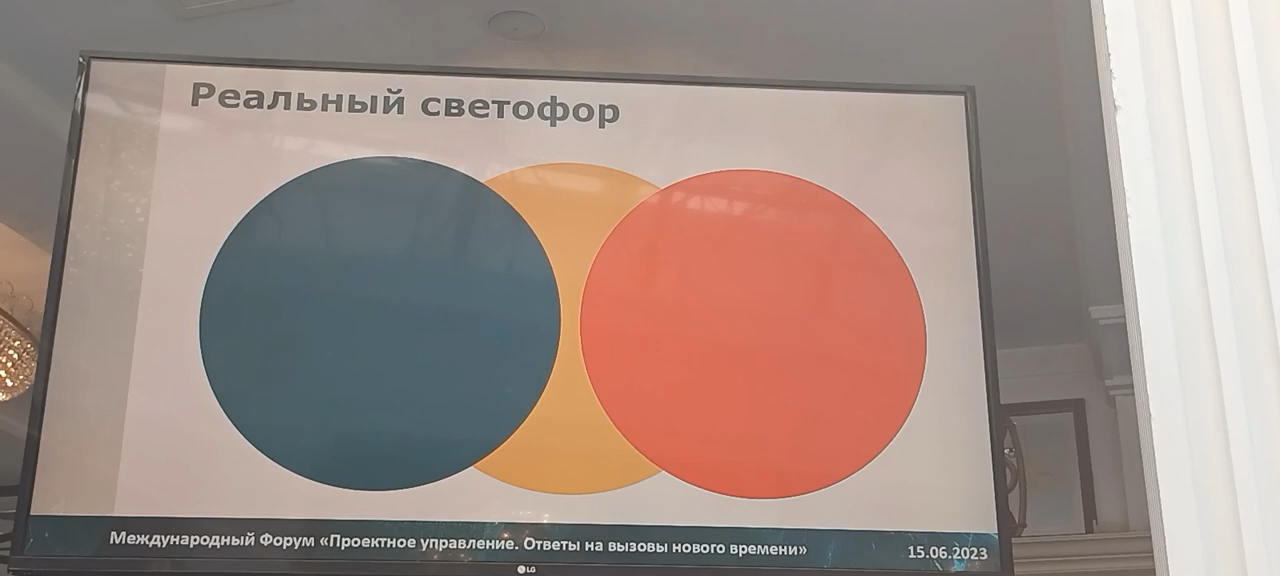 Реальный светофор
Международный Форум «Проектное управление. Ответы на вызовы нового времени»
15.06.2023
LG